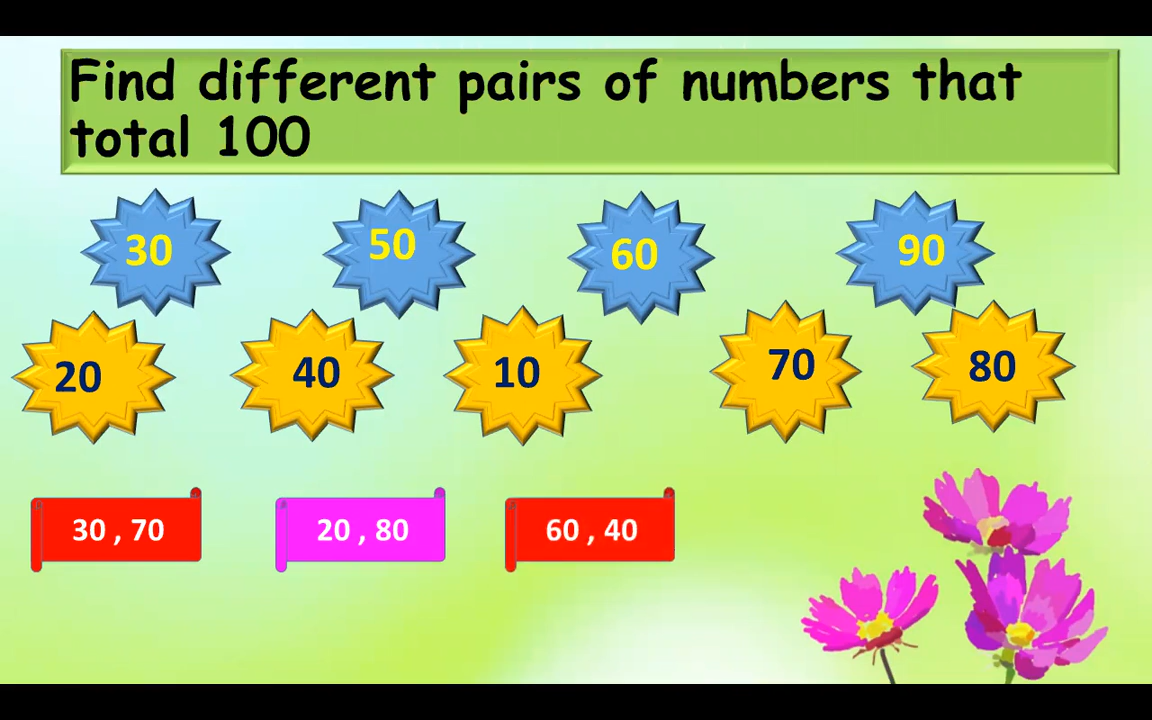 Find different pairs of numbers that
total 100
30 50 60 90
20 40 10 70 80
30 , 70 20 , 80 60 , 40